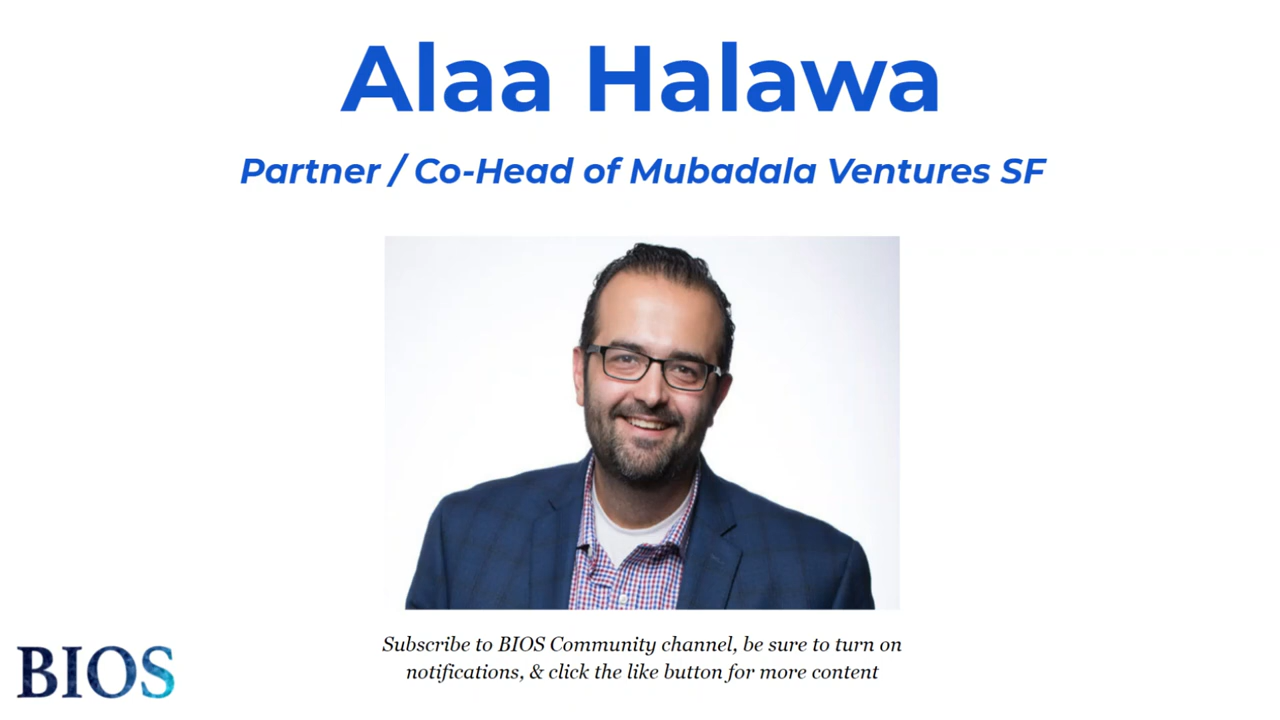 Alaa Halawa
Partner / Co-Head of Mubadala Ventures SF
Subscribe to BIOS Community channel, be sure to turn on
notifications, & click the like button for more content
BIOS